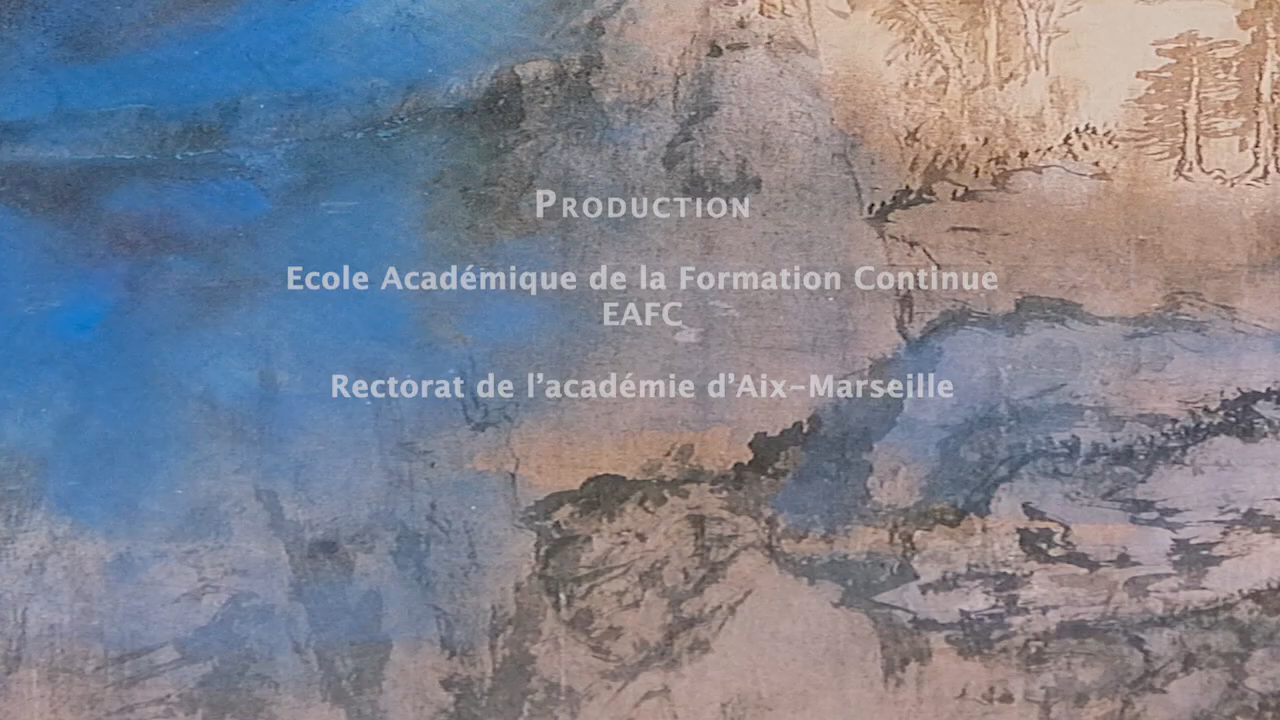 Production
Ecole Académique de la Formation Continue
EAFC
Rectorat de l’académie d’Aix-Marseille